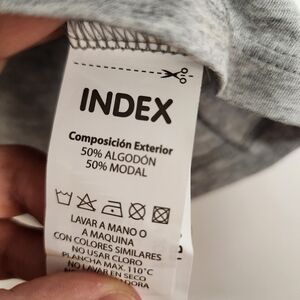 INDEX
Composición Exterior
50% ALGODÓN
50% MODAL
LAVAR A MANO O
A MAQUINA
CON COLORES SIMILARES
NO USAR CLORO
PLANCHA MAX. 110°C
NO LAVAR EN SECO